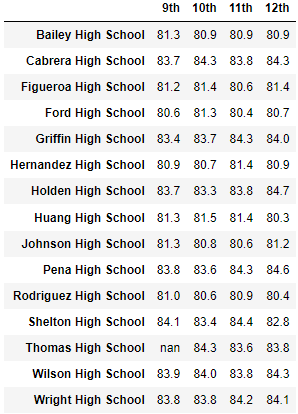 9th 10th 11th 12th
Bailey High School 81.3 80.9 80.9 80.9
Cabrera High School 83.7 84.3 83.8 84.3
Figueroa High School 81.2 81.4 80.6 81.4
Ford High School 80.6 81.3 80.4 80.7
Griffin High School 83.4 83.7 84.3 84.0
Hernandez High School 80.9 80.7 81.4 80.9
Holden High School 83.7 83.3 83.8 84.7
Huang High School 81.3 81.5 81.4 80.3
Johnson High School 81.3 80.8 80.6 81.2
Pena High School 83.8 83.6 84.3 84.6
Rodriguez High School 81.0 80.6 80.9 80.4
Shelton High School 84.1 83.4 84.4 82.8
Thomas High School nan 84.3 83.6 83.8
Wilson High School 83.9 84.0 83.8 84.3
Wright High School 83.8 83.8 84.2 84.1